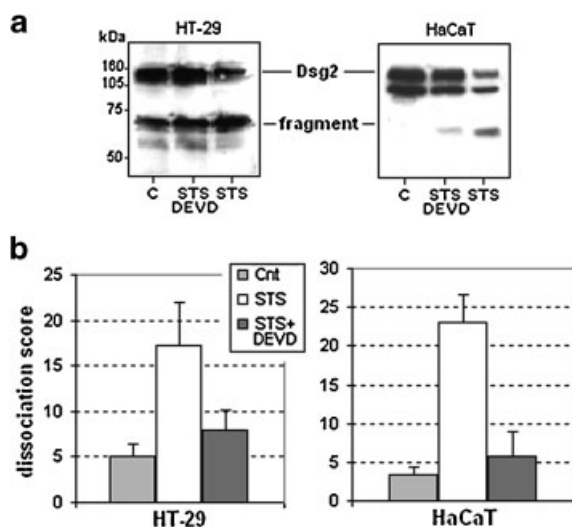 a
HT-29
HaCaT
kDa
160
105
75
50
Dsg2
fragment
C STS STS
DEVD
C STS STS
DEVD
b
Cnt
STS
STS+
DEVD
dissociation score
25
20
15
10
5
0
HT-29
30
25
20
15
10
5
0
HaCaT